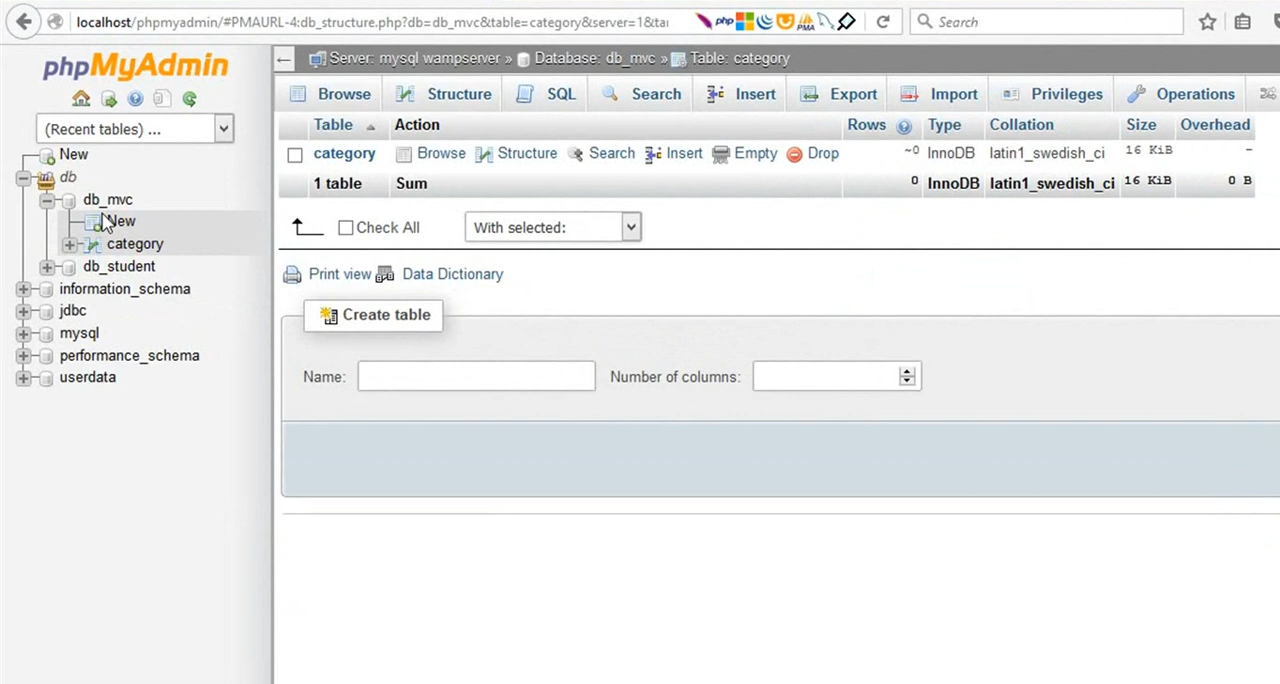 localhost/phpmyadmin/#PMAURL-4:db_structure.php?db=db_mvc&table=category&server=1&tar
php
PMA
Search
phpMyAdmin
(Recent tables) ...
New
db
db_mvc
New
category
db_student
information_schema
jdbc
mysql
performance_schema
userdata
Server: mysql wampserver » Database: db_mvc » Table: category
Browse Structure SQL Search Insert Export Import Privileges Operations
Table Action Rows Type Collation Size Overhead
category Browse Structure Search Insert Empty Drop ~0 InnoDB latin1_swedish_ci 16 KiB -
1 table Sum 0 InnoDB latin1_swedish_ci 16 KiB 0 B
Check All With selected:
Print view Data Dictionary
Create table
Name: Number of columns: